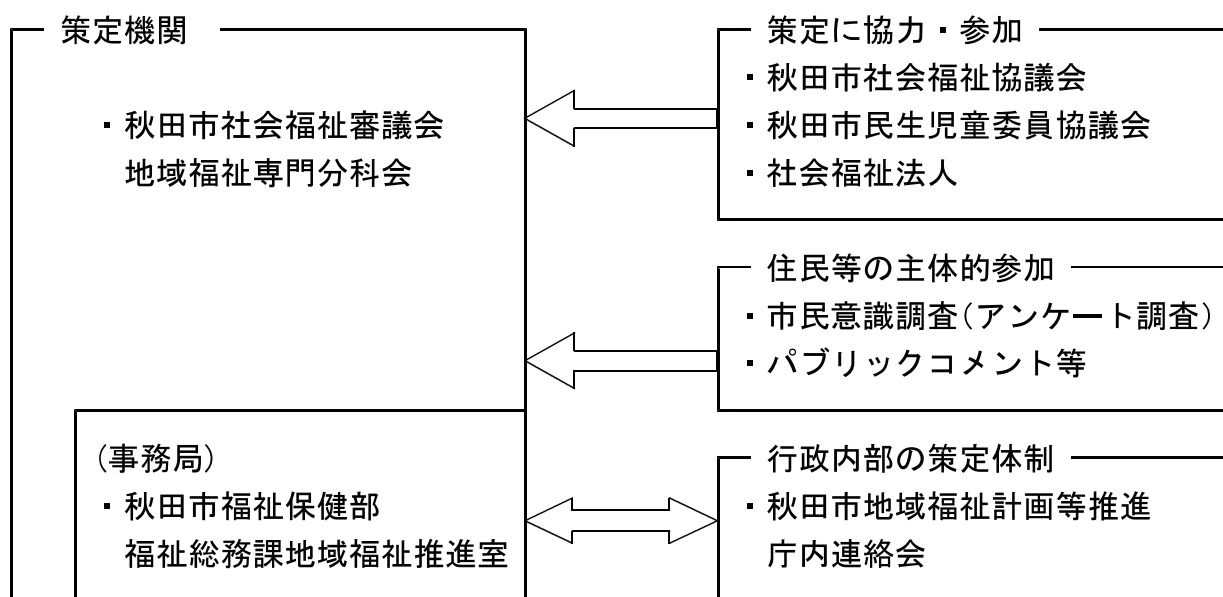 策定機関
・秋田市社会福祉審議会
地域福祉専門分科会
(事務局)
・秋田市福祉保健部
福祉総務課地域福祉推進室
策定に協力・参加
・秋田市社会福祉協議会
・秋田市民生児童委員協議会
・社会福祉法人
住民等の主体的参加
・市民意識調査(アンケート調査)
・パブリックコメント等
行政内部の策定体制
・秋田市地域福祉計画等推進
庁内連絡会